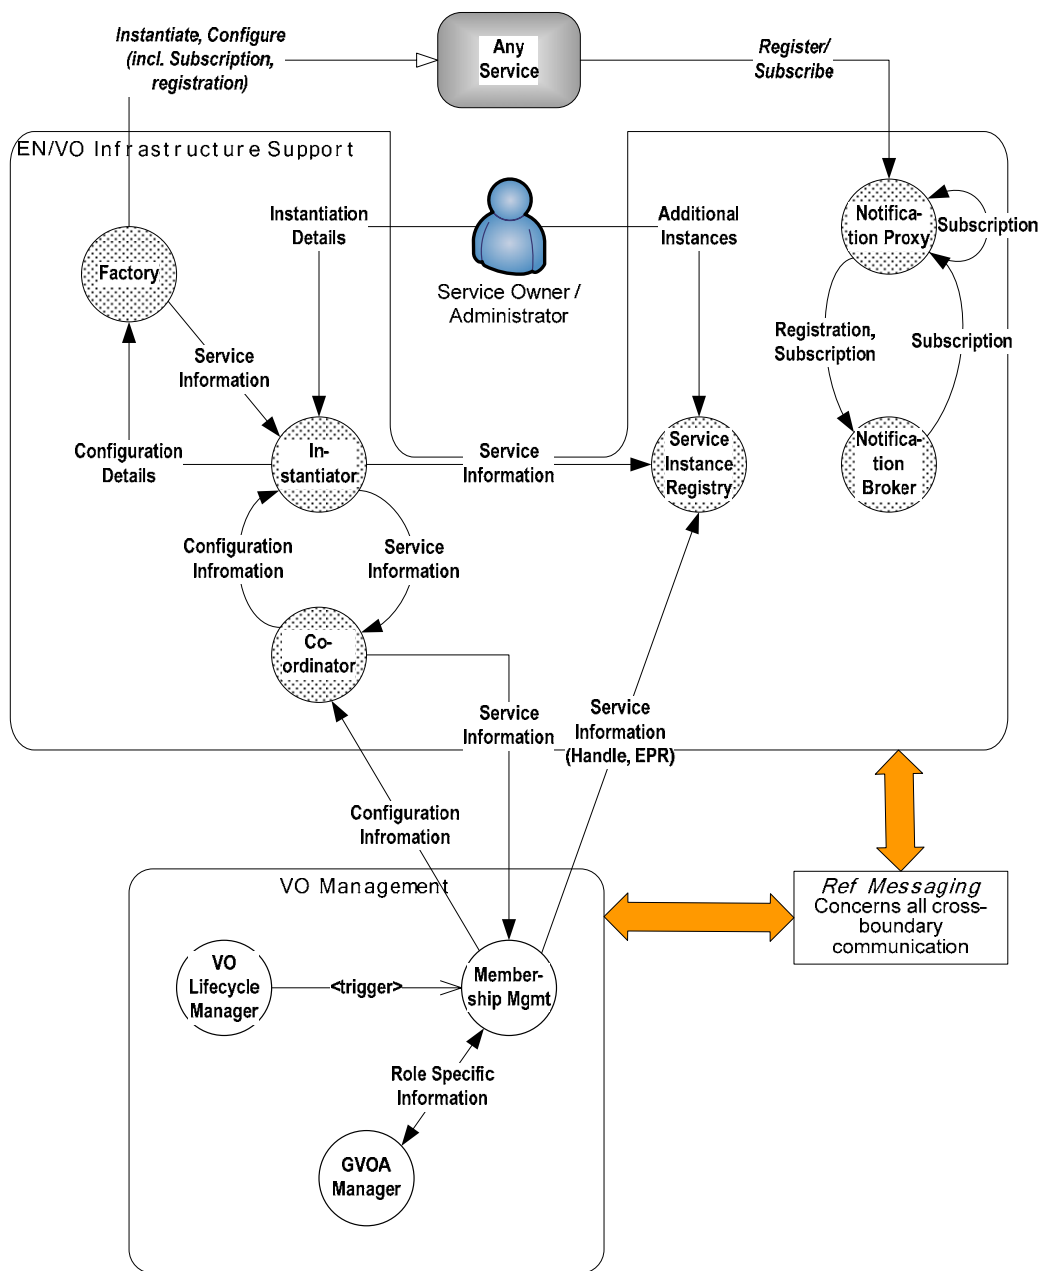 Instantiate, Configure
(incl. Subscription,
registration)
Any
Service
Register/
Subscribe
EN/VO Infrastructure Support
Instantiation
Details
Additional
Instances
Notifica-
tion Proxy
Subscription
Factory
Service Owner /
Administrator
Registration,
Subscription
Subscription
Service
Information
Configuration
Details
In-
stantiator
Service
Information
Service
Instance
Registry
Notifica-
tion
Broker
Configuration
Infromation
Service
Information
Co-
ordinator
Service
Information
Service
Information
(Handle, EPR)
Configuration
Infromation
VO Management
Ref Messaging
Concerns all cross-
boundary
communication
VO
Lifecycle
Manager
<trigger>
Member-
ship Mgmt
Role Specific
Information
GVOA
Manager